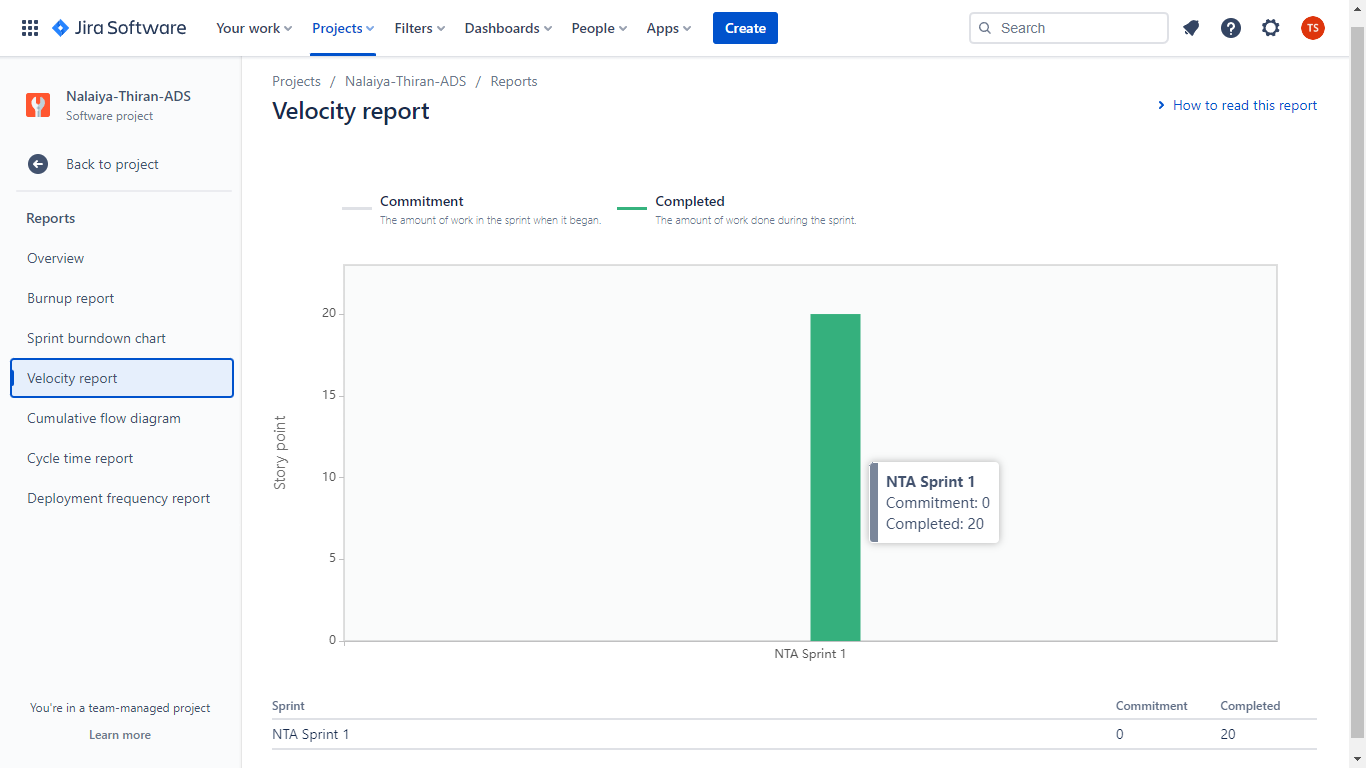 Jira Software Your work Projects Filters Dashboards People Apps Create Search TS
Nalaiya-Thiran-ADS
Software project
Back to project
Reports
Overview
Burnup report
Sprint burndown chart
Velocity report
Cumulative flow diagram
Cycle time report
Deployment frequency report
You're in a team-managed project
Learn more
Projects / Nalaiya-Thiran-ADS / Reports
Velocity report
How to read this report
Commitment
The amount of work in the sprint when it began.
Completed
The amount of work done during the sprint.
Story point
20
15
10
5
0
NTA Sprint 1
Commitment: 0
Completed: 20
NTA Sprint 1
Sprint Commitment Completed
NTA Sprint 1 0 20